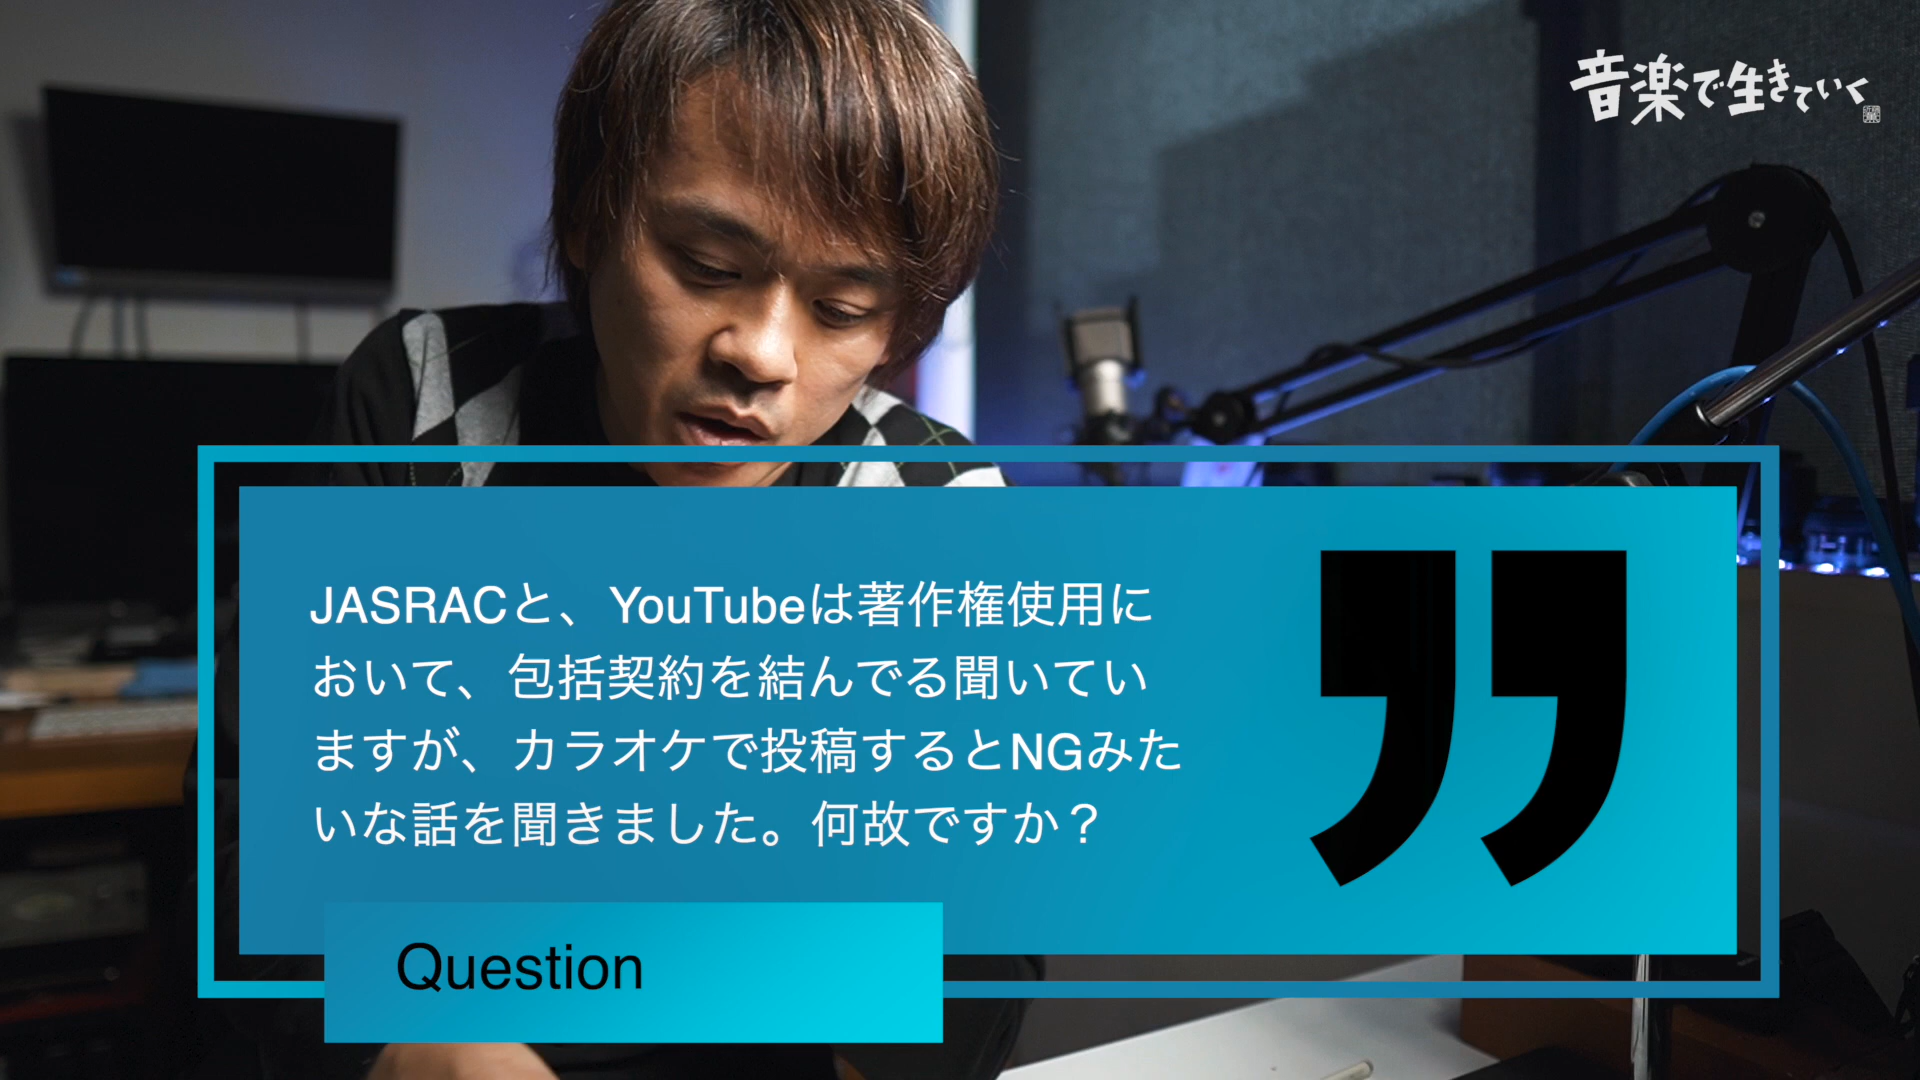 音楽で生きていく
JASRACと、YouTubeは著作権使用に
おいて、包括契約を結んでる聞いてい
ますが、カラオケで投稿するとNGみた
いな話を聞きました。何故ですか？
Question